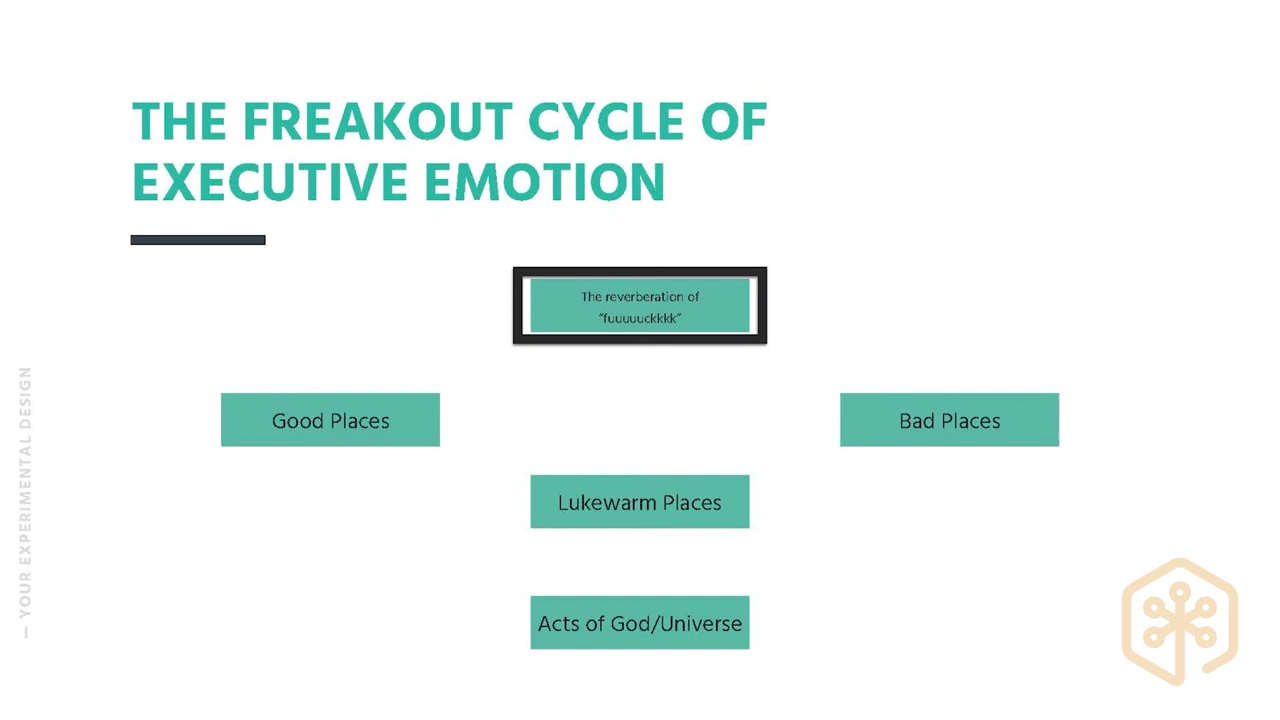 THE FREAKOUT CYCLE OF
EXECUTIVE EMOTION
The reverberation of
“fuuuuuckkkk”
Good Places
Bad Places
Lukewarm Places
Acts of God/Universe
— YOUR EXPERIMENTAL DESIGN